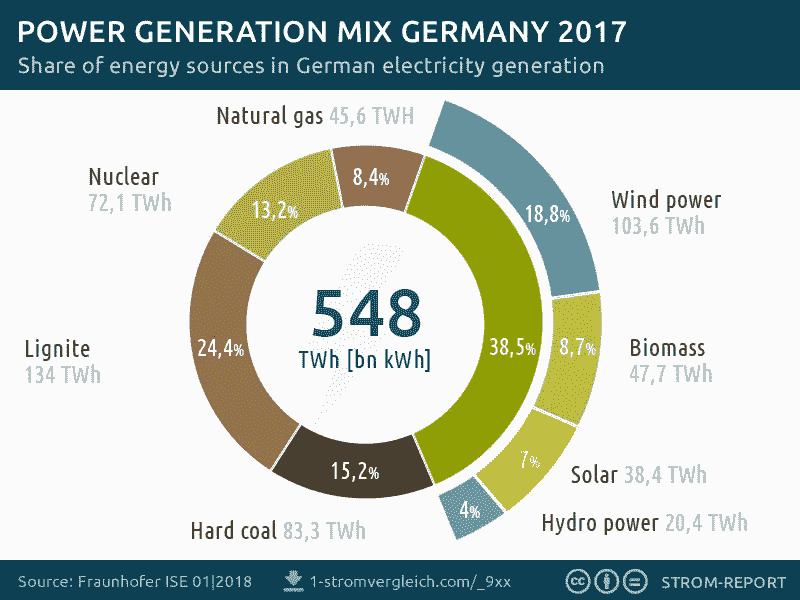 POWER GENERATION MIX GERMANY 2017
Share of energy sources in German electricity generation
Natural gas 45,6 TWH
Nuclear
72,1 TWh
8,4%
13,2%
18,8%
Wind power
103,6 TWh
548
TWh [bn kWh]
Lignite
134 TWh
24,4%
38,5%
8,7%
Biomass
47,7 TWh
15,2%
7%
Solar 38,4 TWh
4%
Hydro power 20,4 TWh
Hard coal 83,3 TWh
Source: Fraunhofer ISE 01|2018
1-stromvergleich.com/_9xx
cc
STROM-REPORT